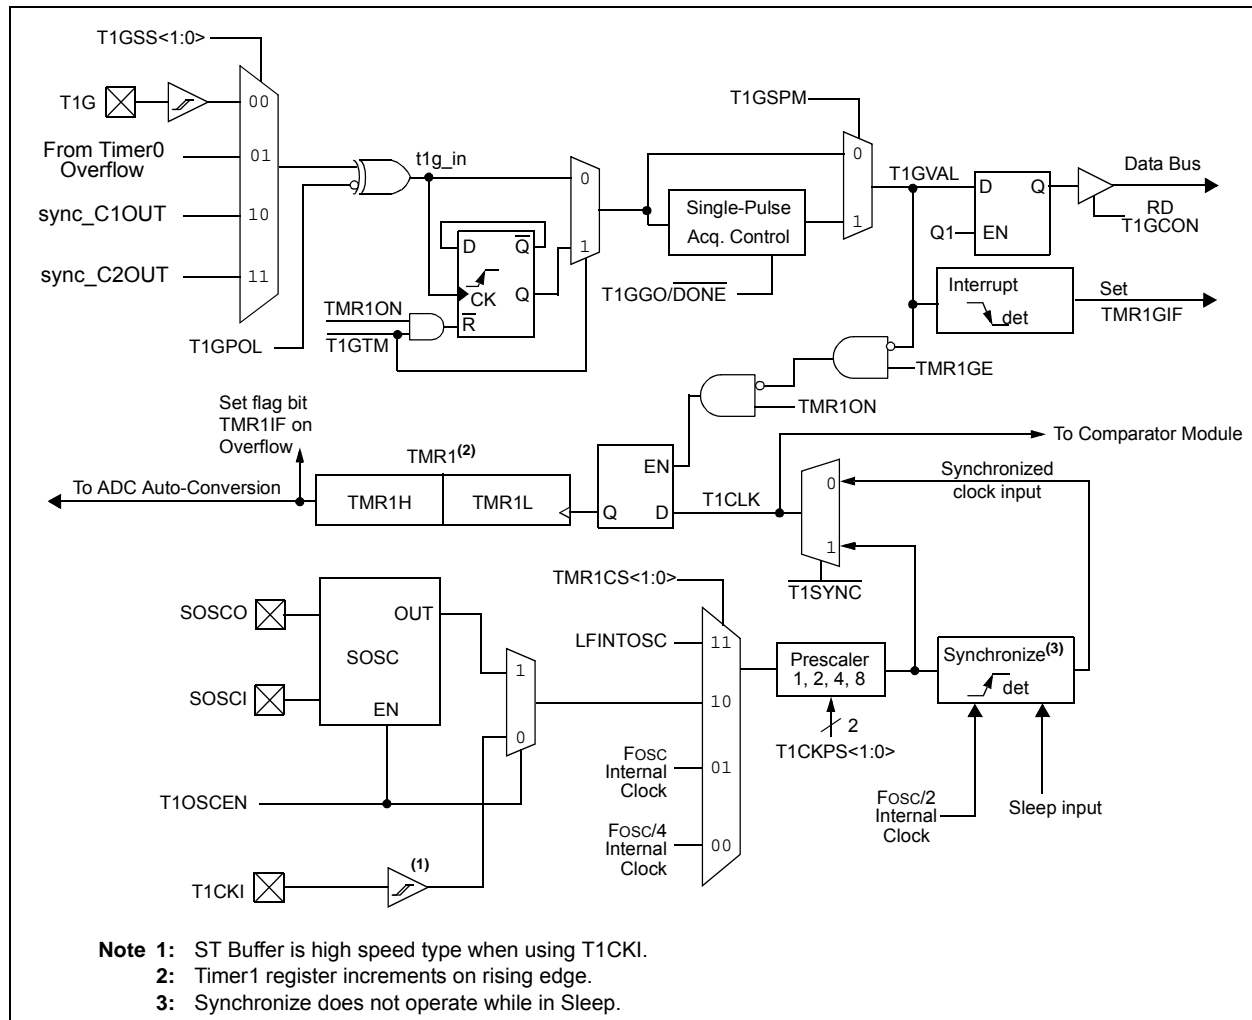 T1GSS<1:0>
T1G
00
From Timer0
Overflow
01
sync_C1OUT
10
sync_C2OUT
11
T1GPOL
t1g_in
D
Q
CK
Q
R
TMR1ON
T1GTM
0
1
T1GSPM
Single-Pulse
Acq. Control
T1GGO/DONE
0
1
T1GVAL
D
Q
Q1
EN
Data Bus
RD
T1GCON
Interrupt
det
Set
TMR1GIF
TMR1GE
TMR1ON
Set flag bit
TMR1IF on
Overflow
TMR1(2)
To ADC Auto-Conversion
TMR1H
TMR1L
EN
Q
D
T1CLK
To Comparator Module
Synchronized
clock input
0
1
T1SYNC
SOSCO
SOSCI
OUT
SOSC
EN
1
0
T1OSCEN
T1CKI
(1)
TMR1CS<1:0>
LFINTOSC
11
10
FOSC
Internal
Clock
01
FOSC/4
Internal
Clock
00
Prescaler
1, 2, 4, 8
2
T1CKPS<1:0>
Synchronize(3)
det
FOSC/2
Internal
Clock
Sleep input
Note 1: ST Buffer is high speed type when using T1CKI.
2: Timer1 register increments on rising edge.
3: Synchronize does not operate while in Sleep.